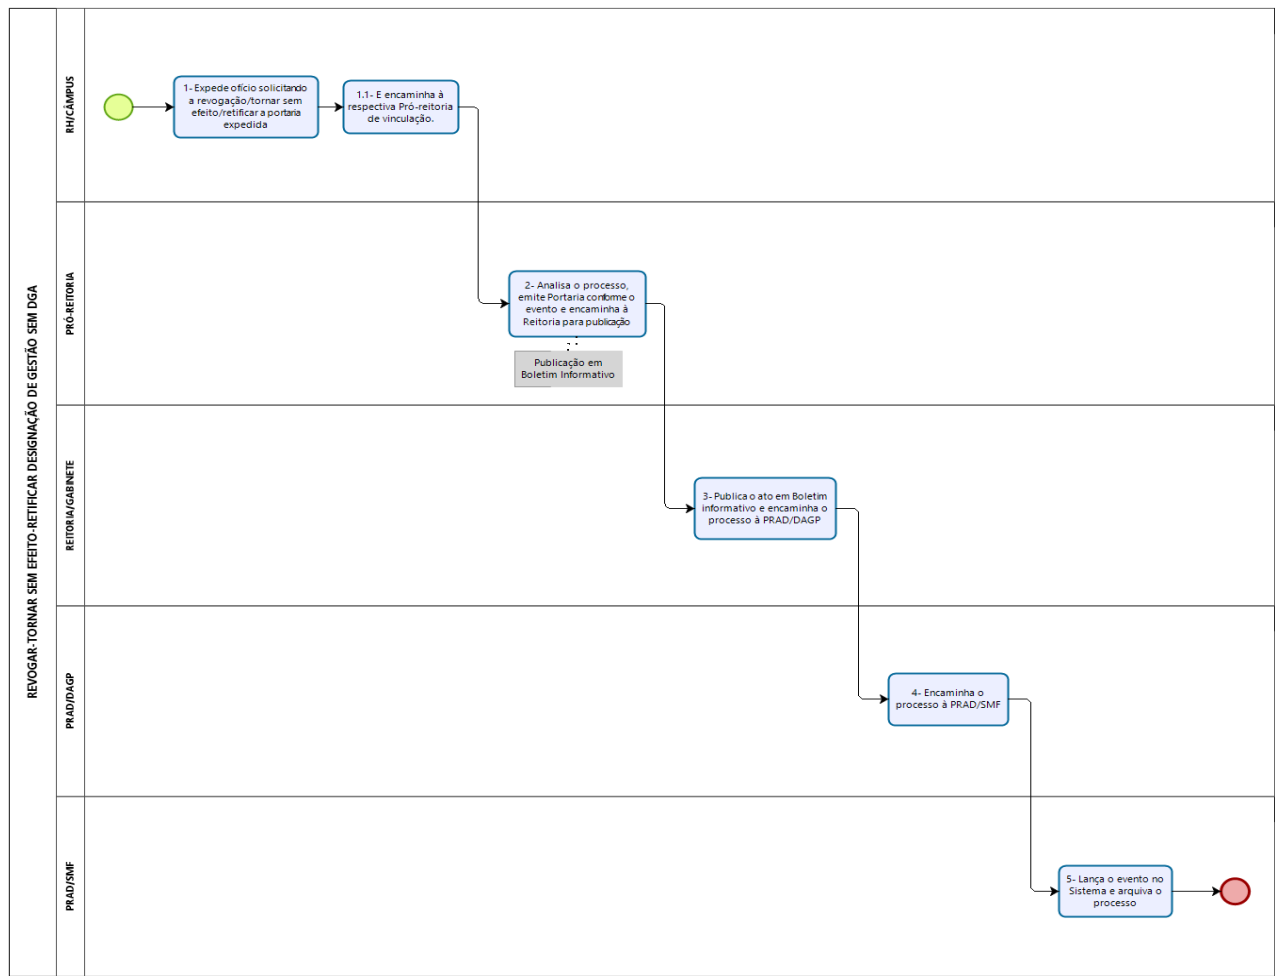 REVOGAR-TORNAR SEM EFEITO-RETIFICAR DESIGNAÇÃO DE GESTÃO SEM DGA
RH/CÂMPUS
1- Expede ofício solicitando
a revogação/tornar sem
efeito/retificar a portaria
expedida
1.1- E encaminha à
respectiva Pró-reitoria
de vinculação.
PRÓ-REITORIA
2- Analisa o processo,
emite Portaria conforme o
evento e encaminha à
Reitoria para publicação
Publicação em
Boletim Informativo
REITORIA/GABINETE
3- Publica o ato em Boletim
informativo e encaminha o
processo à PRAD/DAGP
PRAD/DAGP
4- Encaminha o
processo à PRAD/SMF
PRAD/SMF
5- Lança o evento no
Sistema e arquiva o
processo